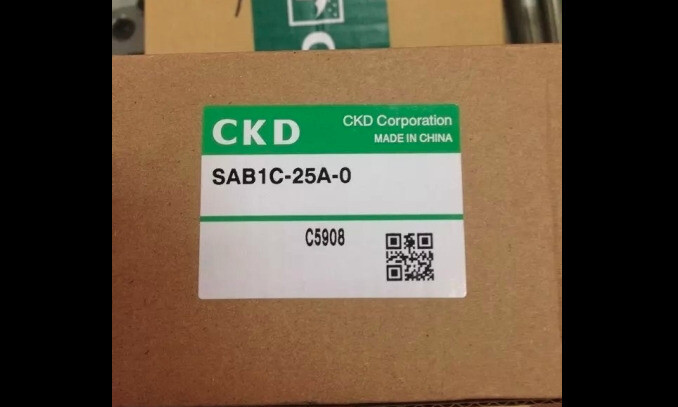 CKD
CKD Corporation
MADE IN CHINA
SAB1C-25A-0
C5908